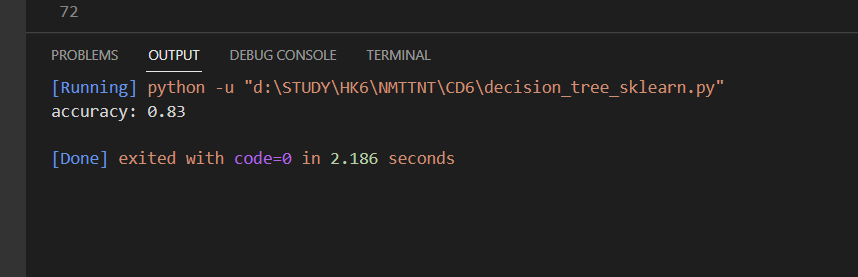 72
PROBLEMS OUTPUT DEBUG CONSOLE TERMINAL
[Running] python -u "d:\STUDY\HK6\NMTTNT\CD6\decision_tree_sklearn.py"
accuracy: 0.83
[Done] exited with code=0 in 2.186 seconds